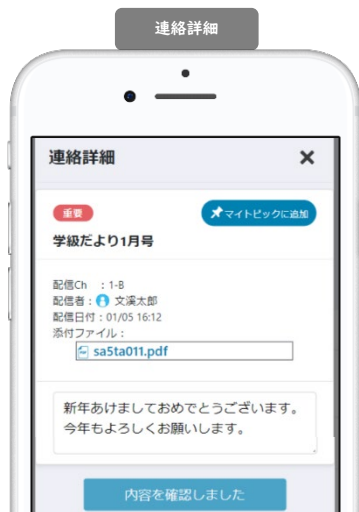 連絡詳細
連絡詳細 ×
重要
マイトピックに追加
学級だより1月号
配信Ch ：1-B
配信者： 文溪太郎
配信日付：01/05 16:12
添付ファイル：
sa5ta011.pdf
新年あけましておめでとうございます。
今年もよろしくお願いします。
内容を確認しました